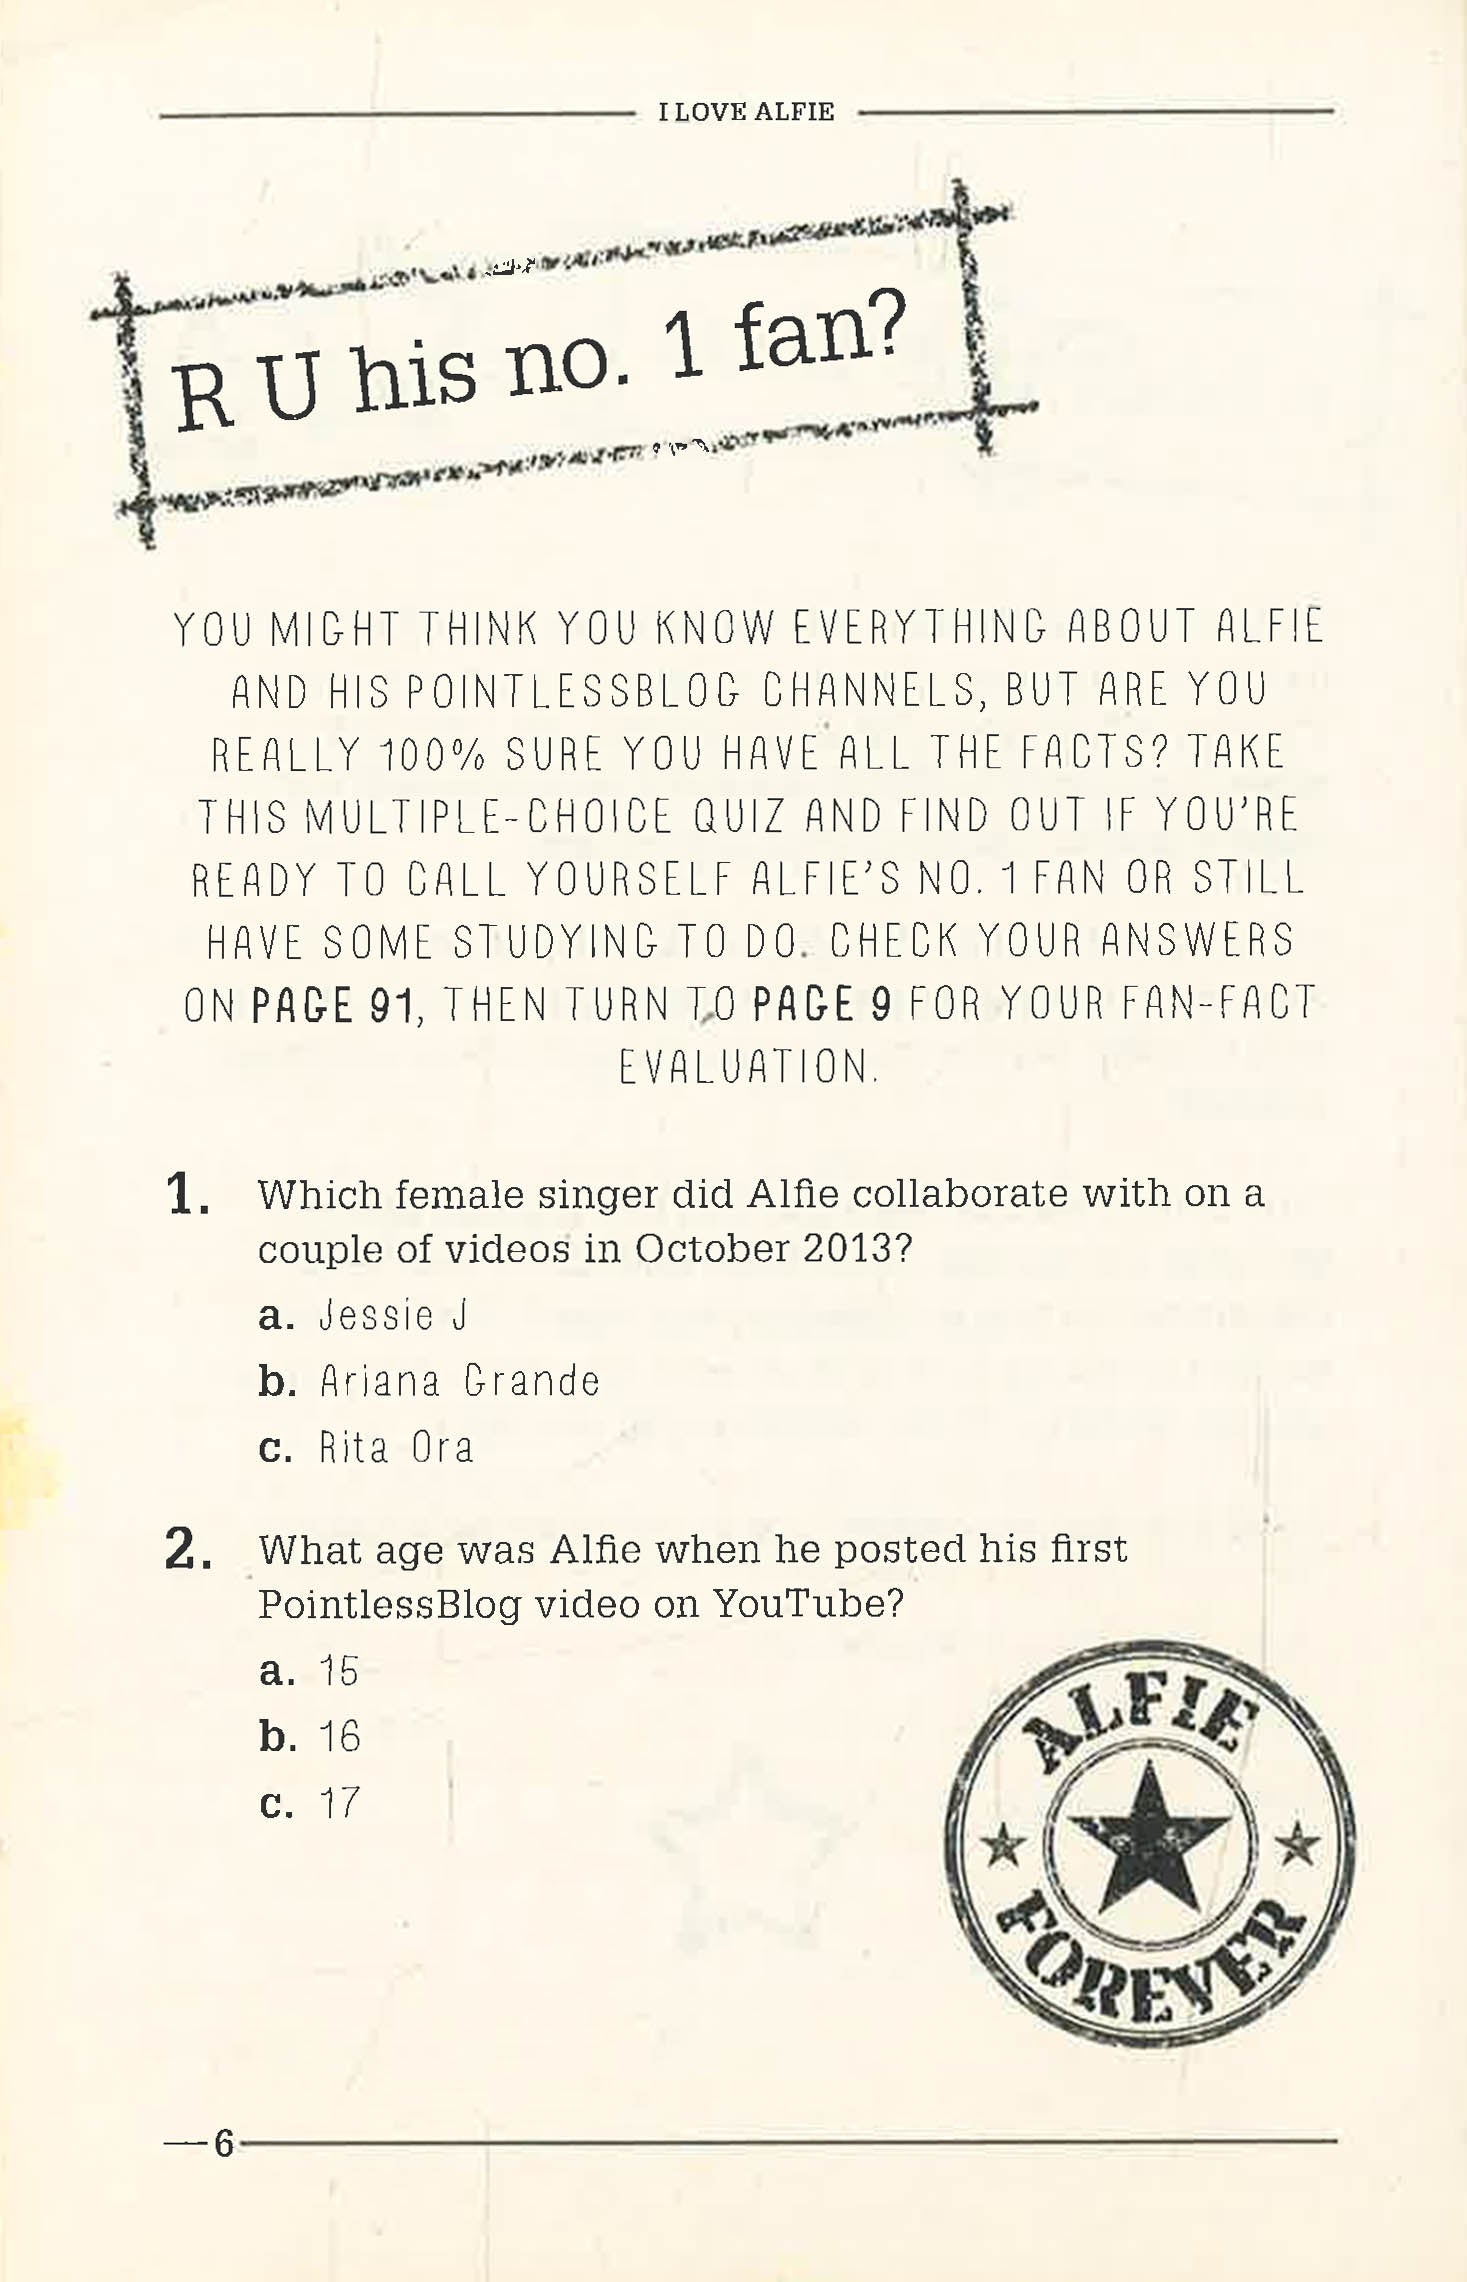 I LOVE ALFIE
R U his no. 1 fan?
YOU MIGHT THINK YOU KNOW EVERYTHING ABOUT ALFIE
AND HIS POINTLESSBLOG CHANNELS, BUT ARE YOU
REALLY 100% SURE YOU HAVE ALL THE FACTS? TAKE
THIS MULTIPLE-CHOICE QUIZ AND FIND OUT IF YOU'RE
READY TO CALL YOURSELF ALFIE'S NO. 1 FAN OR STILL
HAVE SOME STUDYING TO DO. CHECK YOUR ANSWERS
ON PAGE 91, THEN TURN TO PAGE 9 FOR YOUR FAN-FACT
EVALUATION.
1. Which female singer did Alfie collaborate with on a
couple of videos in October 2013?
a. Jessie J
b. Ariana Grande
c. Rita Ora
2. What age was Alfie when he posted his first
PointlessBlog video on YouTube?
a. 15
b. 16
c. 17
ALFIE
FOREVER
6